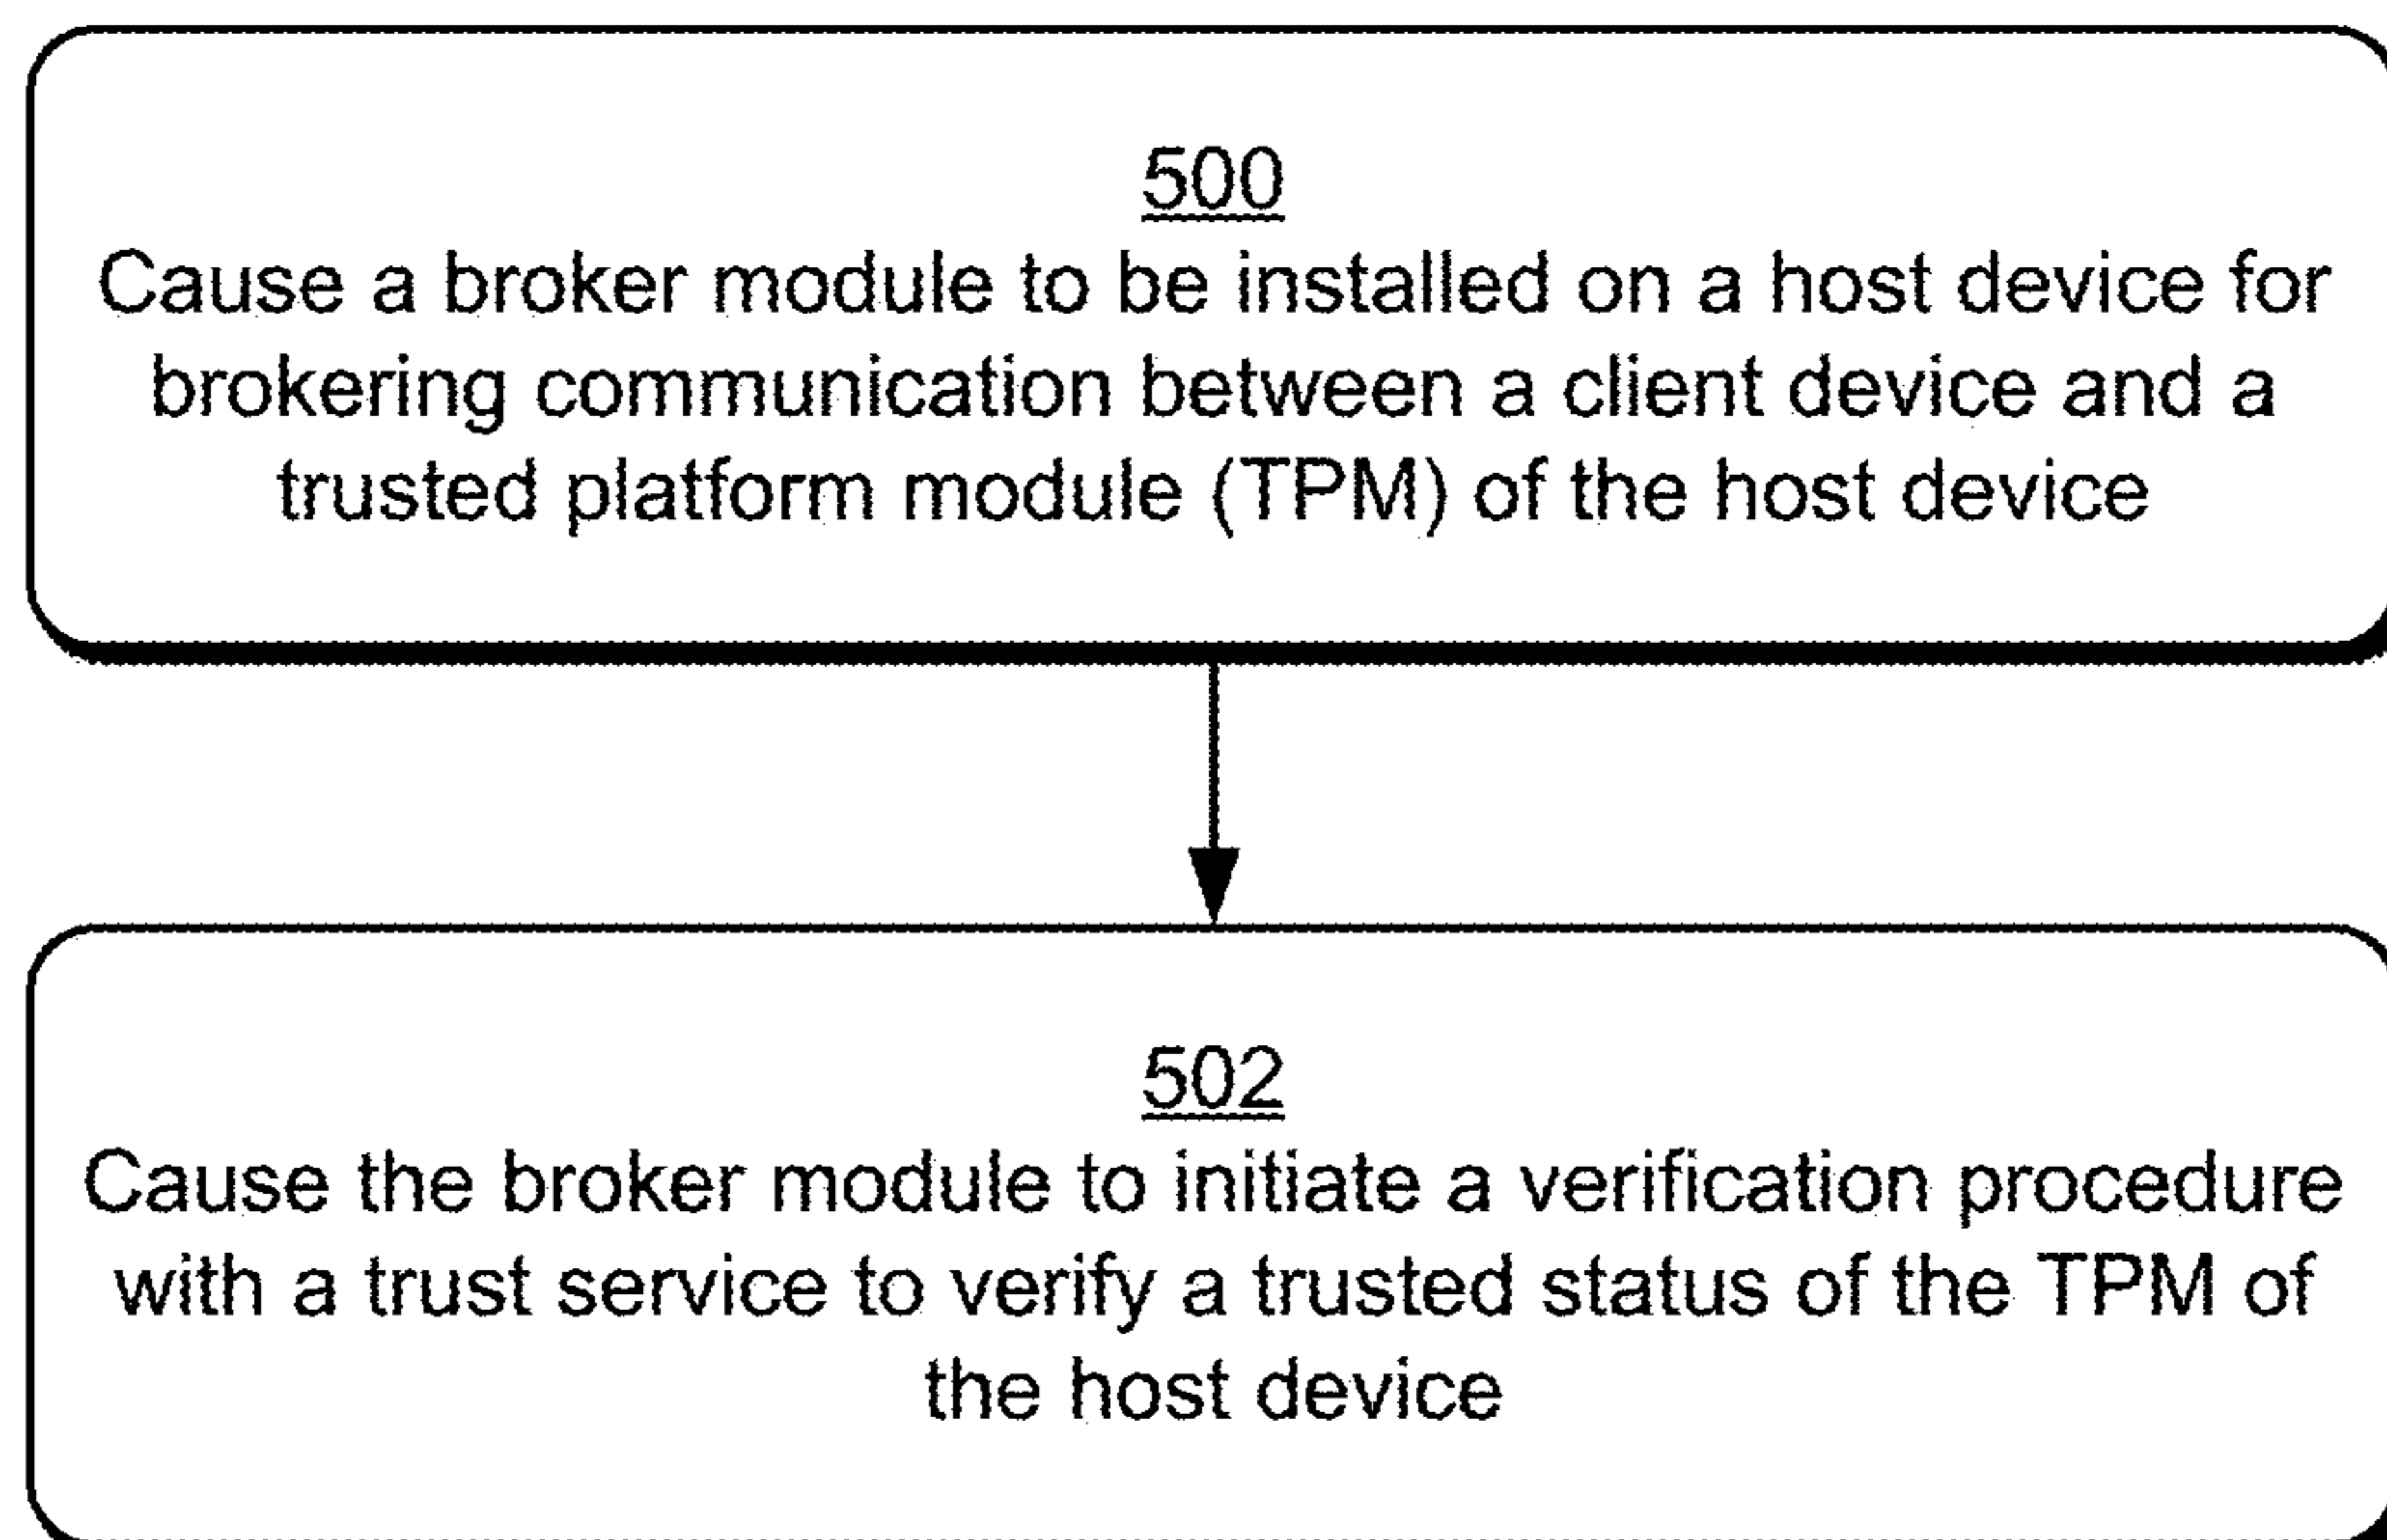 500
Cause a broker module to be installed on a host device for
brokering communication between a client device and a
trusted platform module (TPM) of the host device
502
Cause the broker module to initiate a verification procedure
with a trust service to verify a trusted status of the TPM of
the host device